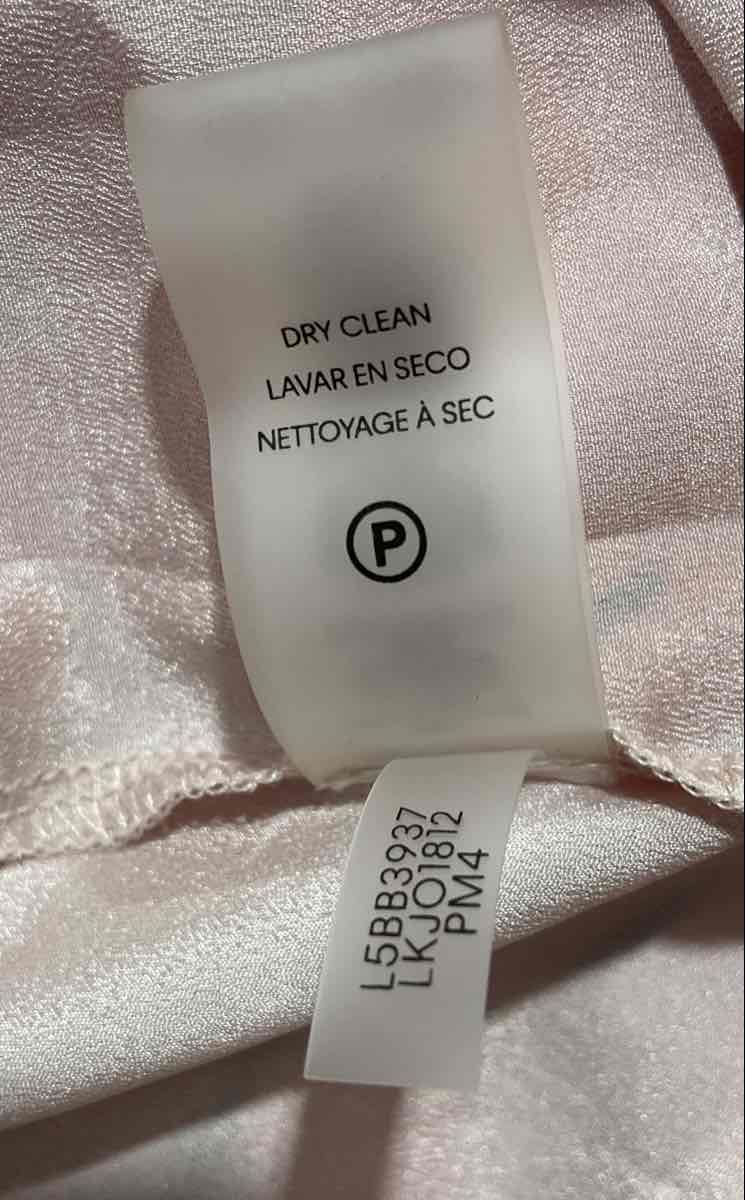 DRY CLEAN
LAVAR EN SECO
NETTOYAGE À SEC
P
L5BB3937
LKJO1812
PM4